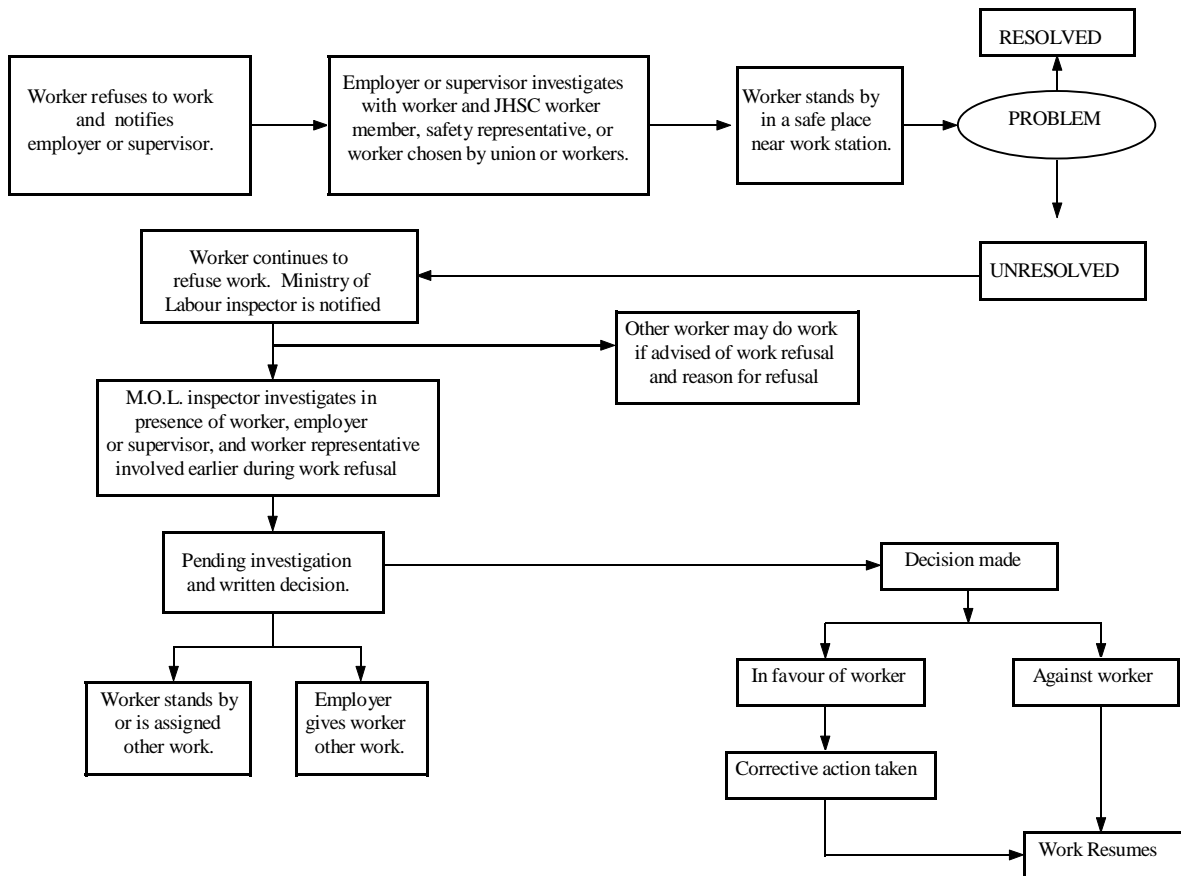 Worker refuses to work
and notifies
employer or supervisor.
Employer or supervisor investigates
with worker and JHSC worker
member, safety representative, or
worker chosen by union or workers.
Worker stands by
in a safe place
near work station.
RESOLVED
PROBLEM
UNRESOLVED
Worker continues to
refuse work. Ministry of
Labour inspector is notified
Other worker may do work
if advised of work refusal
and reason for refusal
M.O.L. inspector investigates in
presence of worker, employer
or supervisor, and worker representative
involved earlier during work refusal
Pending investigation
and written decision.
Worker stands by
or is assigned
other work.
Employer
gives worker
other work.
Decision made
In favour of worker
Against worker
Corrective action taken
Work Resumes